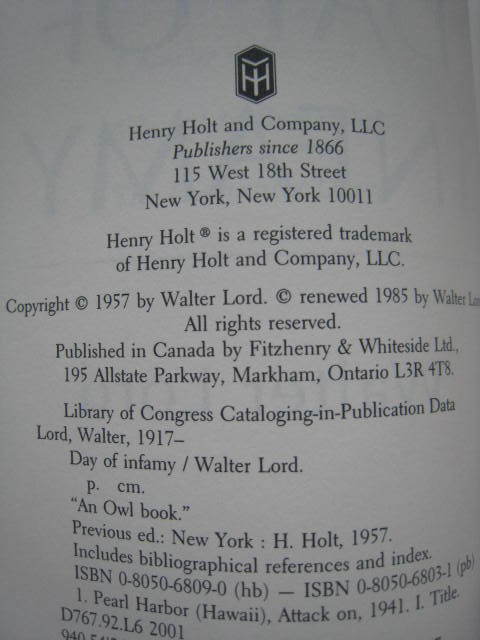 Henry Holt and Company, LLC
Publishers since 1866
115 West 18th Street
New York, New York 10011
Henry Holt ® is a registered trademark
of Henry Holt and Company, LLC.
Copyright © 1957 by Walter Lord. © renewed 1985 by Walter
All rights reserved.
Published in Canada by Fitzhenry & Whiteside Ltd.,
195 Allstate Parkway, Markham, Ontario L3R 4T8.
Library of Congress Cataloging-in-Publication Data
Lord, Walter, 1917–
Day of infamy / Walter Lord.
p. cm.
"An Owl book."
Previous ed.: New York : H. Holt, 1957.
Includes bibliographical references and index.
ISBN 0-8050-6809-0 (hb) — ISBN 0-8050-6803-1 (pb)
1. Pearl Harbor (Hawaii), Attack on, 1941. I. Title.
D767.92.L6 2001